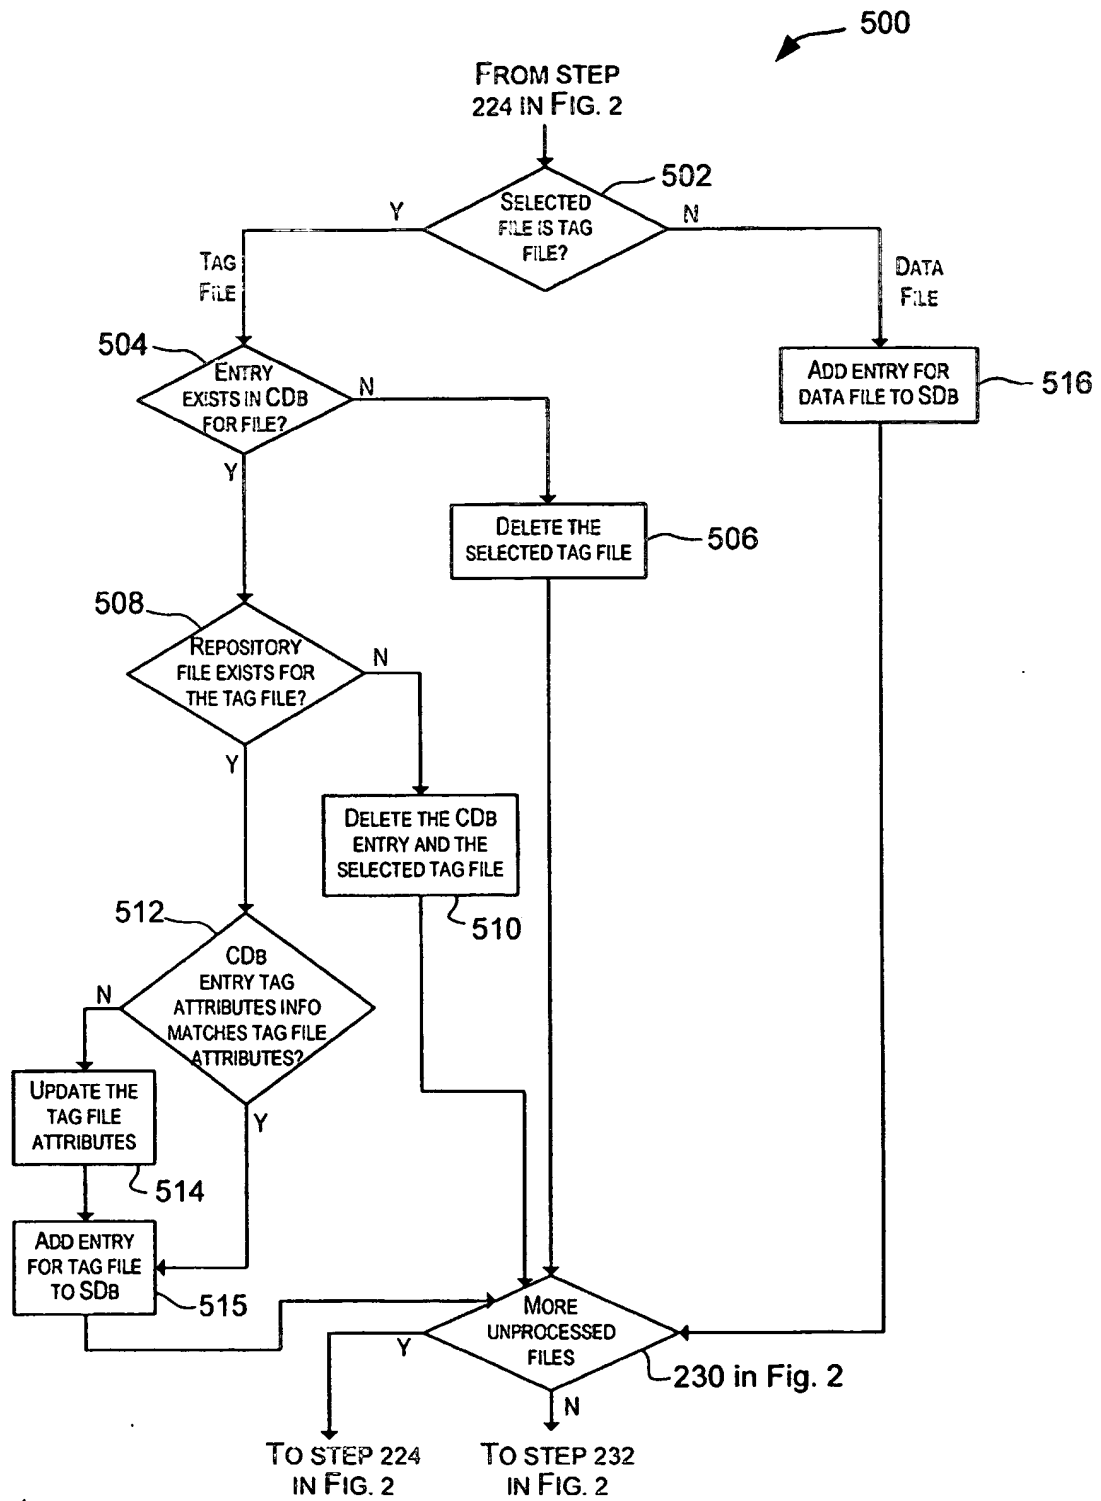 500
FROM STEP
224 IN FIG. 2
502
SELECTED
FILE IS TAG
FILE?
Y
N
TAG
FILE
DATA
FILE
504
ENTRY
EXISTS IN CDB
FOR FILE?
N
Y
ADD ENTRY FOR
DATA FILE TO SDB
516
DELETE THE
SELECTED TAG FILE
506
508
REPOSITORY
FILE EXISTS FOR
THE TAG FILE?
N
Y
DELETE THE CDB
ENTRY AND THE
SELECTED TAG FILE
510
512
CDB
ENTRY TAG
ATTRIBUTES INFO
MATCHES TAG FILE
ATTRIBUTES?
N
Y
UPDATE THE
TAG FILE
ATTRIBUTES
514
ADD ENTRY
FOR TAG FILE
TO SDB
515
MORE
UNPROCESSED
FILES
Y
230 in Fig. 2
N
TO STEP 224
IN FIG. 2
TO STEP 232
IN FIG. 2